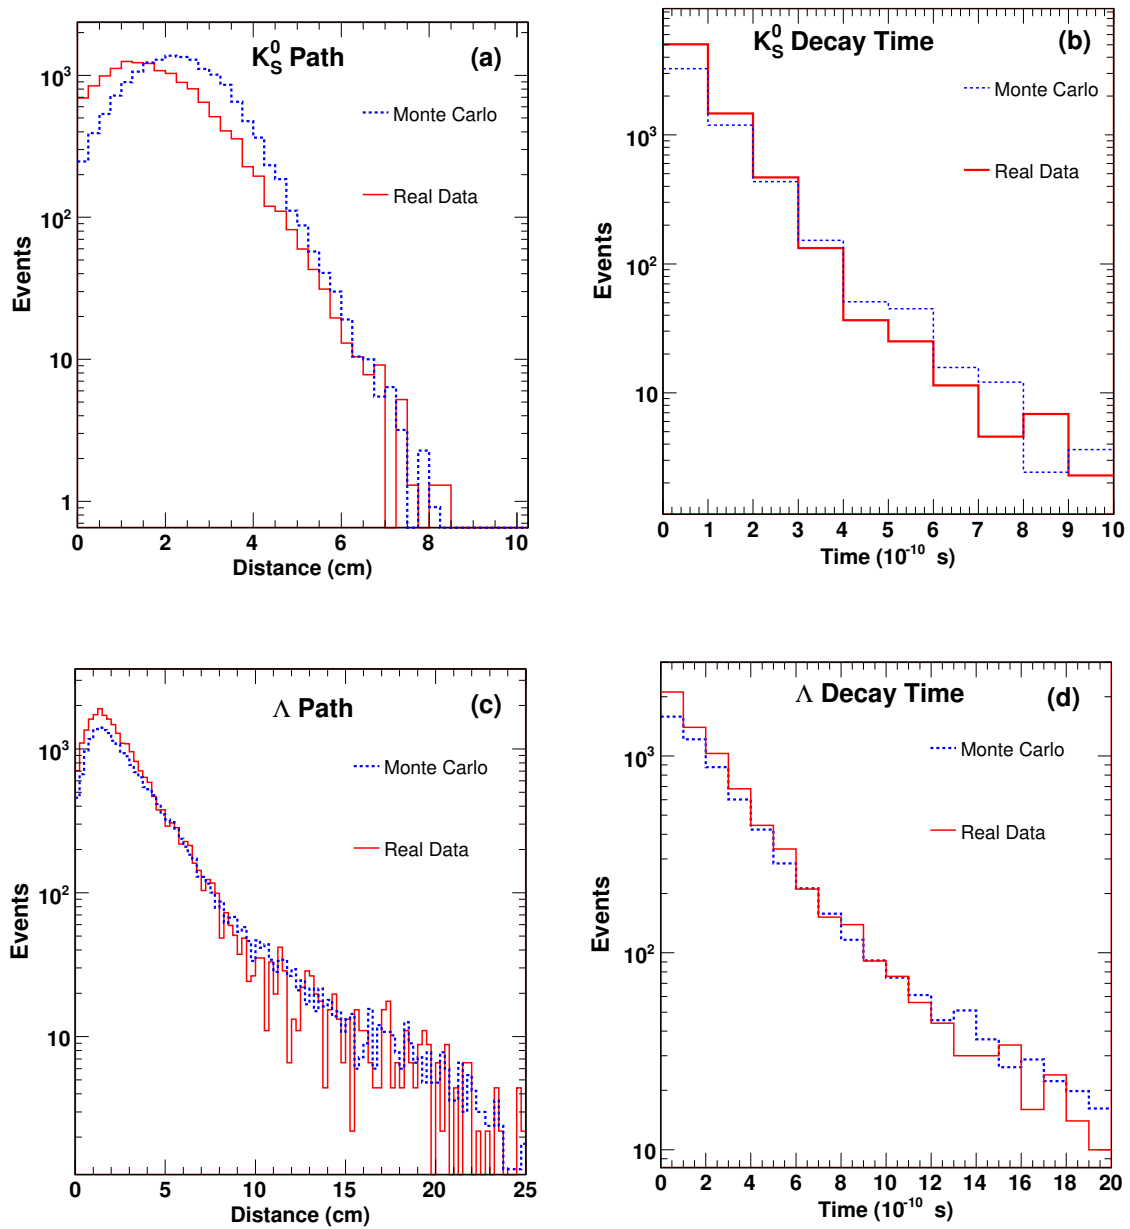 K⁰_S Path (a)
Monte Carlo
Real Data
10³
10²
10
1
Events
0 2 4 6 8 10
Distance (cm)
K⁰_S Decay Time (b)
Monte Carlo
Real Data
10³
10²
10
Events
0 1 2 3 4 5 6 7 8 9 10
Time (10⁻¹⁰ s)
Λ Path (c)
Monte Carlo
Real Data
10³
10²
10
Events
0 5 10 15 20 25
Distance (cm)
Λ Decay Time (d)
Monte Carlo
Real Data
10³
10²
10
Events
0 2 4 6 8 10 12 14 16 18 20
Time (10⁻¹⁰ s)